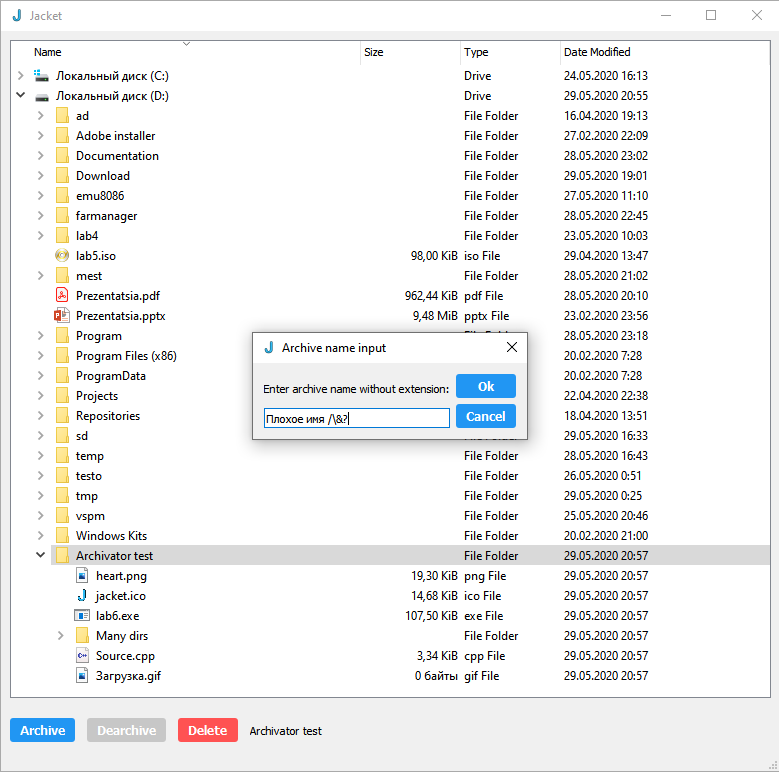 Jacket
Name Size Type Date Modified
Локальный диск (C:) Drive 24.05.2020 16:13
Локальный диск (D:) Drive 29.05.2020 20:55
ad File Folder 16.04.2020 19:13
Adobe installer File Folder 27.02.2020 22:09
Documentation File Folder 28.05.2020 23:02
Download File Folder 29.05.2020 19:01
emu8086 File Folder 27.05.2020 11:10
farmanager File Folder 28.05.2020 22:45
lab4 File Folder 23.05.2020 10:03
lab5.iso 98,00 KiB iso File 29.04.2020 13:47
mest File Folder 28.05.2020 21:02
Prezentatsia.pdf 962,44 KiB pdf File 28.05.2020 20:10
Prezentatsia.pptx 9,48 MiB pptx File 23.02.2020 23:56
Program 28.05.2020 23:18
Program Files (x86) 20.02.2020 7:28
ProgramData 20.02.2020 7:28
Projects 22.04.2020 22:38
Repositories 18.04.2020 13:51
sd 29.05.2020 16:33
temp File Folder 28.05.2020 16:43
testo File Folder 26.05.2020 0:51
tmp File Folder 29.05.2020 0:25
vspm File Folder 25.05.2020 20:46
Windows Kits File Folder 20.02.2020 21:00
Archivator test File Folder 29.05.2020 20:57
heart.png 19,30 KiB png File 29.05.2020 20:57
jacket.ico 14,68 KiB ico File 29.05.2020 20:57
lab6.exe 107,50 KiB exe File 29.05.2020 20:57
Many dirs File Folder 29.05.2020 20:57
Source.cpp 3,34 KiB cpp File 29.05.2020 20:57
Загрузка.gif 0 байты gif File 29.05.2020 20:57
Archive name input
Enter archive name without extension: Ok
Плохое имя /\&? Cancel
Archive Dearchive Delete Archivator test